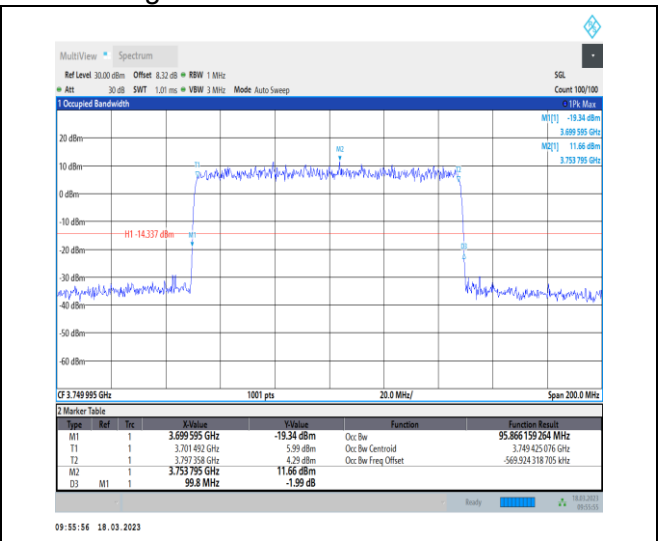 MultiView Spectrum
Ref Level 30.00 dBm Offset 8.32 dB RBW 1 MHz SGL
Att 30 dB SWT 1.01 ms VBW 3 MHz Mode Auto Sweep Count 100/100
1 Occupied Bandwidth 1Pk Max
M1[1] -19.34 dBm
3.699 595 GHz
M2[1] 11.66 dBm
3.753 795 GHz
20 dBm
M2
10 dBm
T1
T2
0 dBm
-10 dBm
H1 -14.337 dBm
M1
-20 dBm
D3
-30 dBm
-40 dBm
-50 dBm
-60 dBm
CF 3.749 995 GHz 1001 pts 20.0 MHz/ Span 200.0 MHz
2 Marker Table
Type Ref Trc X-Value Y-Value Function Function Result
M1 1 3.699 595 GHz -19.34 dBm Occ Bw 95.866 159 264 MHz
T1 1 3.701 492 GHz 5.99 dBm Occ Bw Centroid 3.749 425 076 GHz
T2 1 3.797 358 GHz 4.29 dBm Occ Bw Freq Offset -569.924 318 705 kHz
M2 1 3.753 795 GHz 11.66 dBm
D3 M1 1 99.8 MHz -1.99 dB
Ready 18.03.2023
09:55:55
09:55:56 18.03.2023